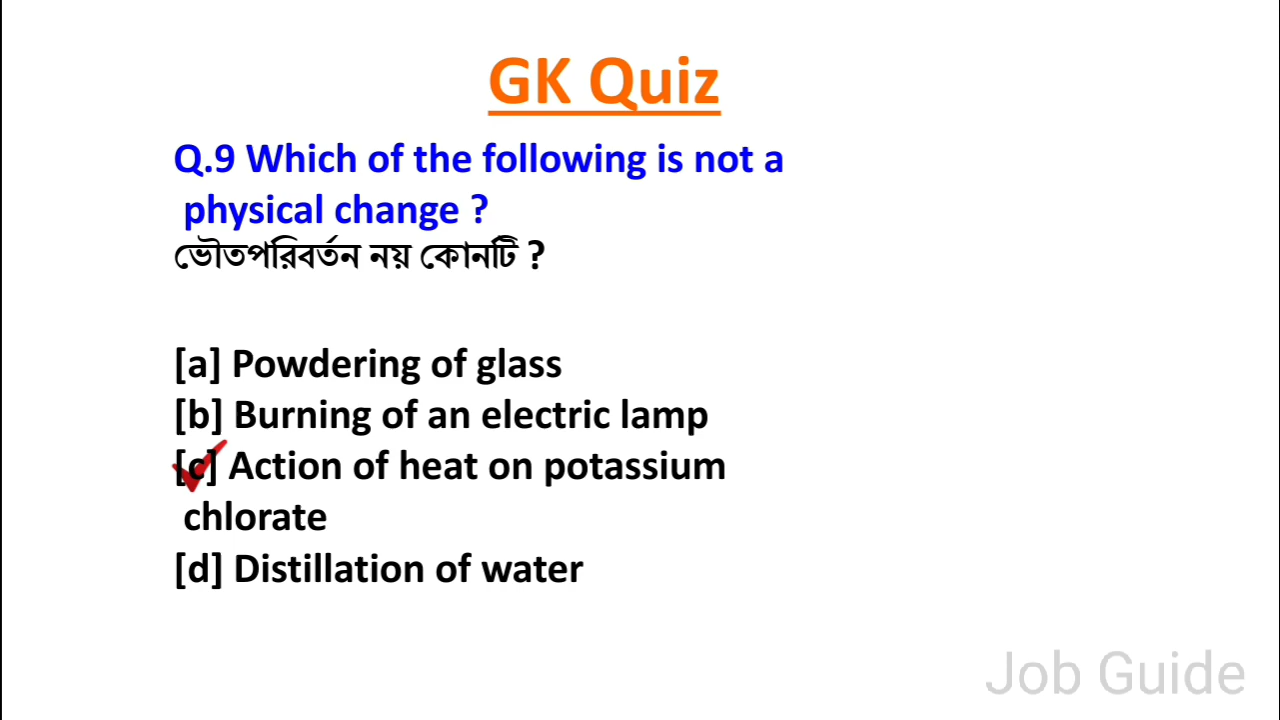 GK Quiz
Q.9 Which of the following is not a
physical change ?
ভৌতপরিবর্তন নয় কোনটি ?
[a] Powdering of glass
[b] Burning of an electric lamp
[c] Action of heat on potassium
chlorate
[d] Distillation of water
Job Guide